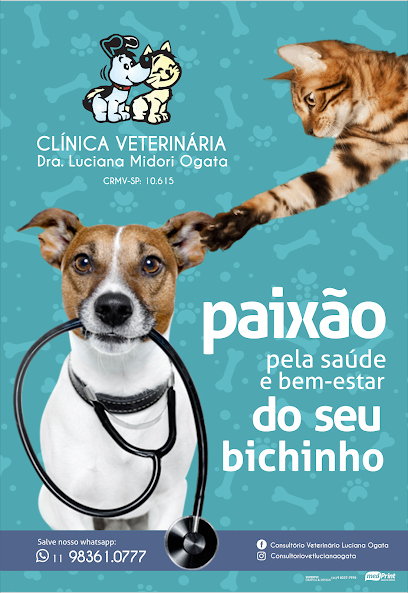 CLÍNICA VETERINÁRIA
Dra. Luciana Midori Ogata
CRMV-SP: 10.615
paixão
pela saúde
e bem-estar
do seu
bichinho
Salve nosso whatsapp:
11 98361.0777
Consultório Veterinário Luciana Ogata
Consultoriovetlucianaogata
medPrint